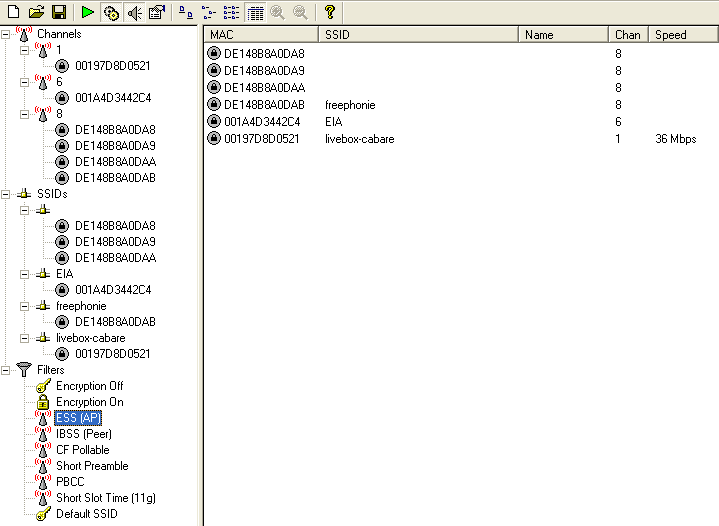 Channels
1
00197D8D0521
6
001A4D3442C4
8
DE148B8A0DA8
DE148B8A0DA9
DE148B8A0DAA
DE148B8A0DAB
SSIDs
DE148B8A0DA8
DE148B8A0DA9
DE148B8A0DAA
EIA
001A4D3442C4
freephonie
DE148B8A0DAB
livebox-cabare
00197D8D0521
Filters
Encryption Off
Encryption On
ESS (AP)
IBSS (Peer)
CF Pollable
Short Preamble
PBCC
Short Slot Time (11g)
Default SSID
MAC SSID Name Chan Speed
DE148B8A0DA8 8
DE148B8A0DA9 8
DE148B8A0DAA 8
DE148B8A0DAB freephonie 8
001A4D3442C4 EIA 6
00197D8D0521 livebox-cabare 1 36 Mbps